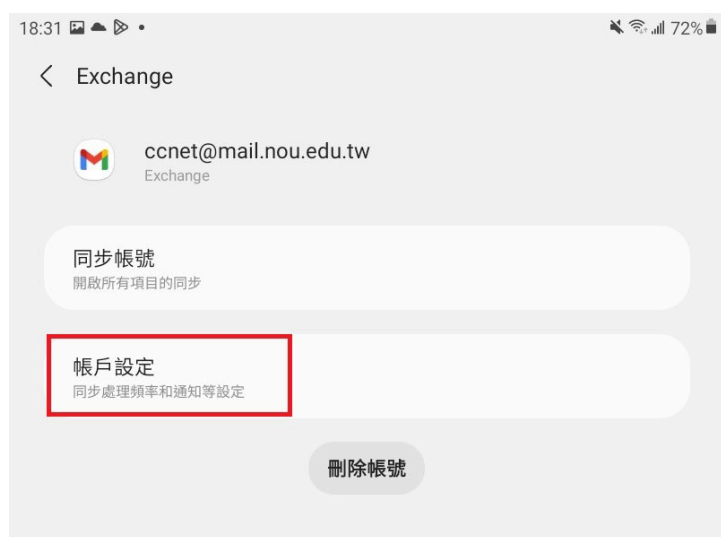 18:31 72%
Exchange
ccnet@mail.nou.edu.tw
Exchange
同步帳號
開啟所有項目的同步
帳戶設定
同步處理頻率和通知等設定
刪除帳號